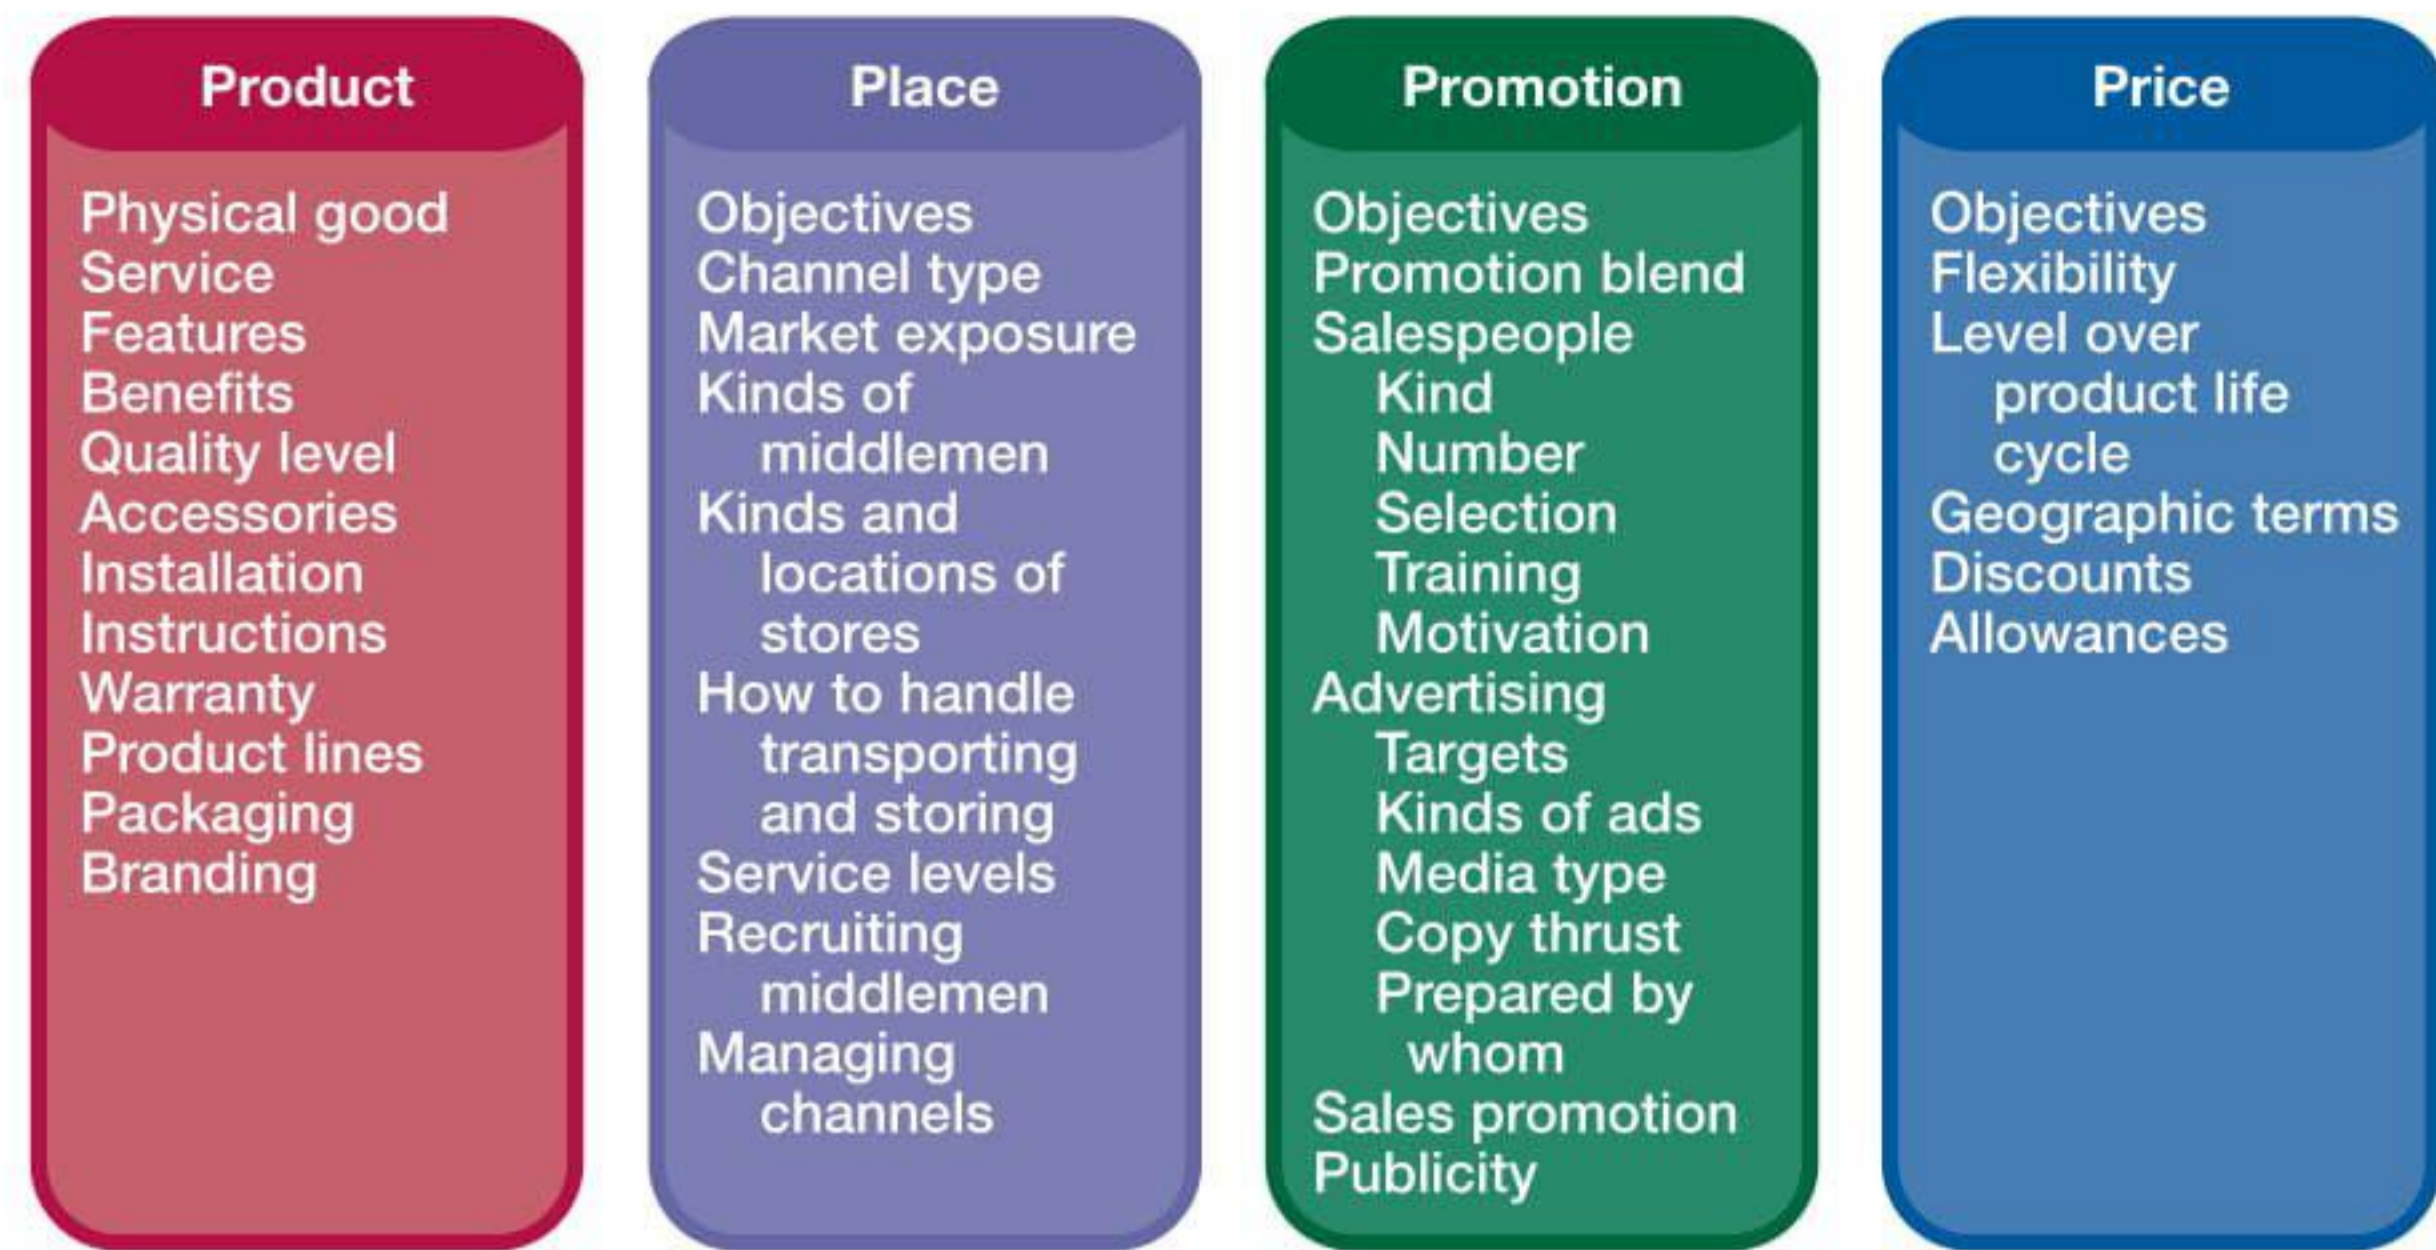 Product
Physical good
Service
Features
Benefits
Quality level
Accessories
Installation
Instructions
Warranty
Product lines
Packaging
Branding
Place
Objectives
Channel type
Market exposure
Kinds of
middlemen
Kinds and
locations of
stores
How to handle
transporting
and storing
Service levels
Recruiting
middlemen
Managing
channels
Promotion
Objectives
Promotion blend
Salespeople
Kind
Number
Selection
Training
Motivation
Advertising
Targets
Kinds of ads
Media type
Copy thrust
Prepared by
whom
Sales promotion
Publicity
Price
Objectives
Flexibility
Level over
product life
cycle
Geographic terms
Discounts
Allowances